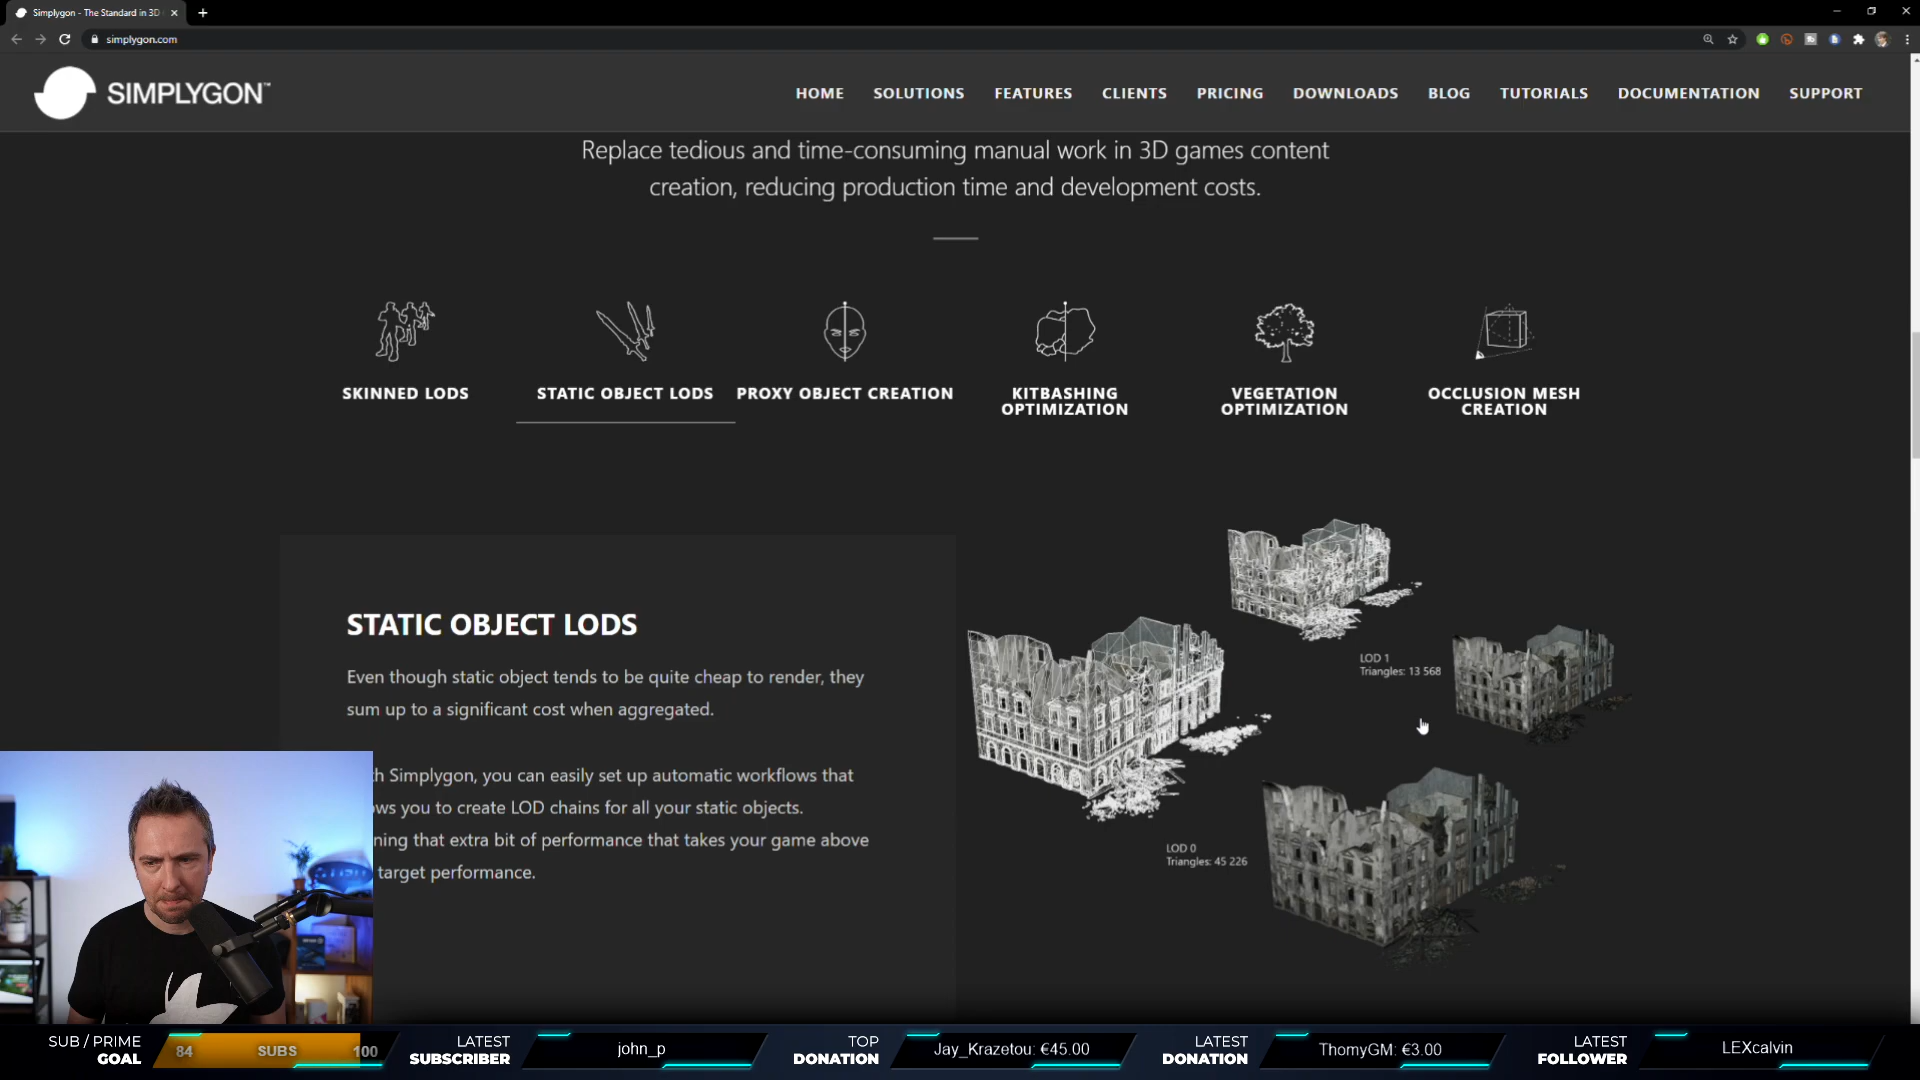 Simplygon - The Standard in 3D
simplygon.com
SIMPLYGON™
HOME
SOLUTIONS
FEATURES
CLIENTS
PRICING
DOWNLOADS
BLOG
TUTORIALS
DOCUMENTATION
SUPPORT
Replace tedious and time-consuming manual work in 3D games content
creation, reducing production time and development costs.
SKINNED LODS
STATIC OBJECT LODS
PROXY OBJECT CREATION
KITBASHING
OPTIMIZATION
VEGETATION
OPTIMIZATION
OCCLUSION MESH
CREATION
STATIC OBJECT LODS
Even though static object tends to be quite cheap to render, they
sum up to a significant cost when aggregated.
h Simplygon, you can easily set up automatic workflows that
ws you to create LOD chains for all your static objects.
ning that extra bit of performance that takes your game above
target performance.
LOD 1
Triangles: 13 568
LOD 0
Triangles: 45 226
SUB / PRIME
GOAL
84
SUBS
100
LATEST
SUBSCRIBER
john_p
TOP
DONATION
Jay_Krazetou: €45.00
LATEST
DONATION
ThomyGM: €3.00
LATEST
FOLLOWER
LEXcalvin